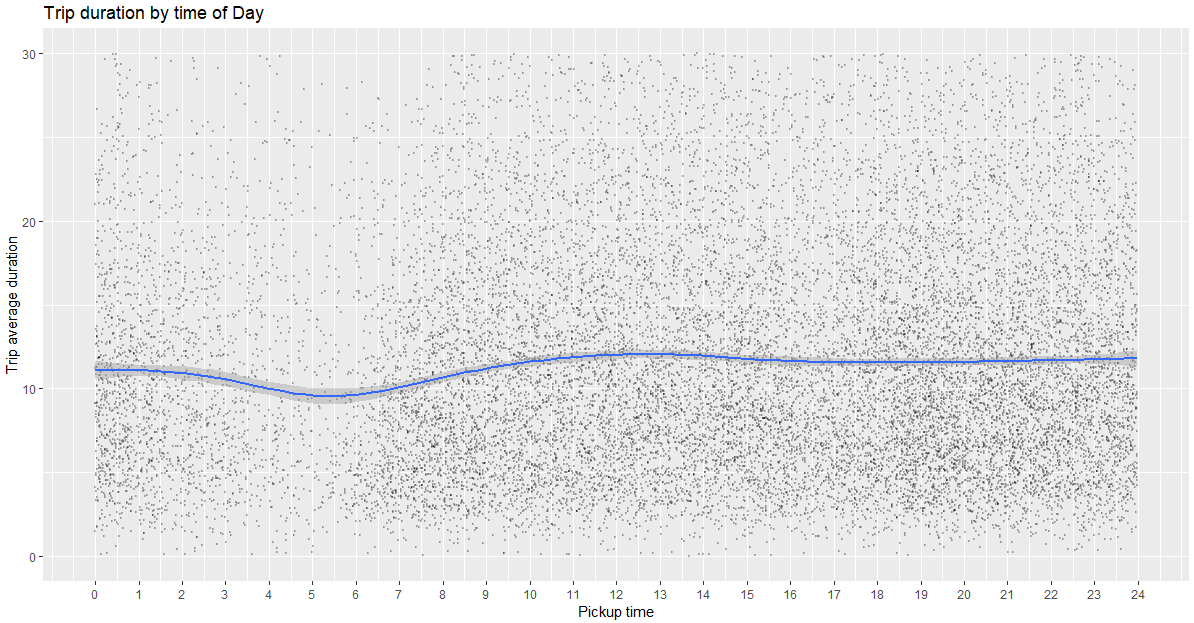 Trip duration by time of Day
Trip average duration
30
20
10
0
0 1 2 3 4 5 6 7 8 9 10 11 12 13 14 15 16 17 18 19 20 21 22 23 24
Pickup time